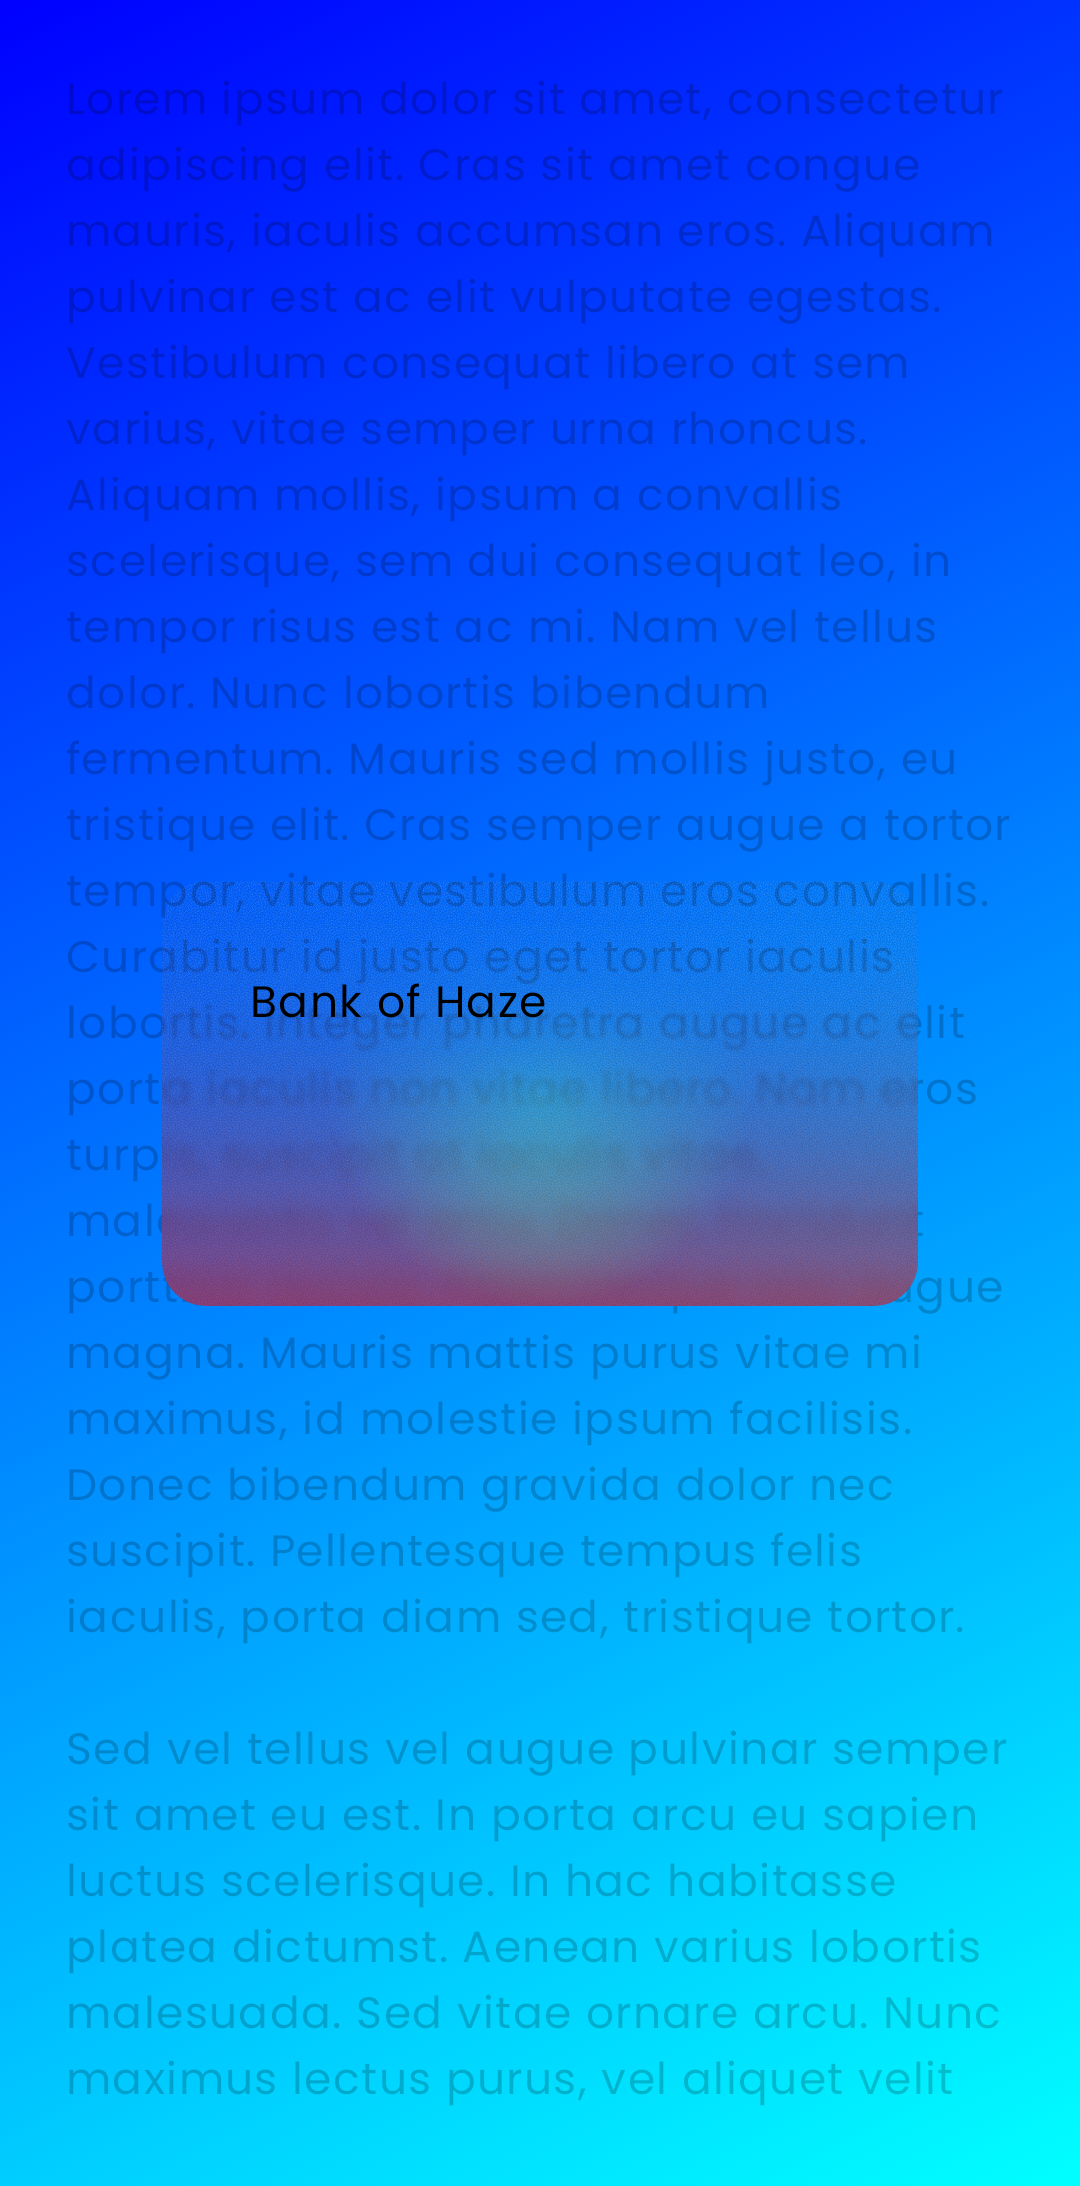 Lorem ipsum dolor sit amet, consectetur
adipiscing elit. Cras sit amet congue
mauris, iaculis accumsan eros. Aliquam
pulvinar est ac elit vulputate egestas.
Vestibulum consequat libero at sem
varius, vitae semper urna rhoncus.
Aliquam mollis, ipsum a convallis
scelerisque, sem dui consequat leo, in
tempor risus est ac mi. Nam vel tellus
dolor. Nunc lobortis bibendum
fermentum. Mauris sed mollis justo, eu
tristique elit. Cras semper augue a tortor
tempor, vitae vestibulum eros convallis.
Curabitur id justo eget tortor iaculis
Bank of Haze
lobortis. Integer pharetra augue ac elit
porta iaculis non vitae libero. Nam eros
magna. Mauris mattis purus vitae mi
maximus, id molestie ipsum facilisis.
Donec bibendum gravida dolor nec
suscipit. Pellentesque tempus felis
iaculis, porta diam sed, tristique tortor.
Sed vel tellus vel augue pulvinar semper
sit amet eu est. In porta arcu eu sapien
luctus scelerisque. In hac habitasse
platea dictumst. Aenean varius lobortis
malesuada. Sed vitae ornare arcu. Nunc
maximus lectus purus, vel aliquet velit